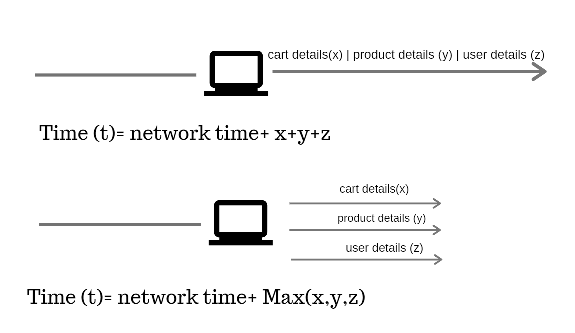 cart details(x) | product details (y) | user details (z)
Time (t)= network time+ x+y+z
cart details(x)
product details (y)
user details (z)
Time (t)= network time+ Max(x,y,z)